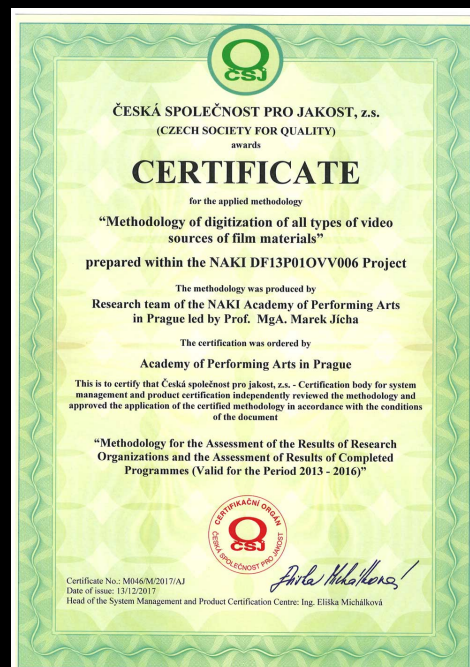 ČSJ
ČESKÁ SPOLEČNOST PRO JAKOST, z.s.
(CZECH SOCIETY FOR QUALITY)
awards
CERTIFICATE
for the applied methodology
“Methodology of digitization of all types of video
sources of film materials”
prepared within the NAKI DF13P01OVV006 Project
The methodology was produced by
Research team of the NAKI Academy of Performing Arts
in Prague led by Prof. MgA. Marek Jícha
The certification was ordered by
Academy of Performing Arts in Prague
This is to certify that Česká společnost pro jakost, z.s. - Certification body for system
management and product certification independently reviewed the methodology and
approved the application of the certified methodology in accordance with the conditions
of the document
“Methodology for the Assessment of the Results of Research
Organizations and the Assessment of Results of Completed
Programmes (Valid for the Period 2013 - 2016)”
CERTIFIKAČNÍ ORGÁN
ČSJ
ČESKÁ SPOLEČNOST PRO JAKOST
Certificate No.: M046/M/2017/AJ
Date of issue: 13/12/2017
Head of the System Management and Product Certification Centre: Ing. Eliška Michálková